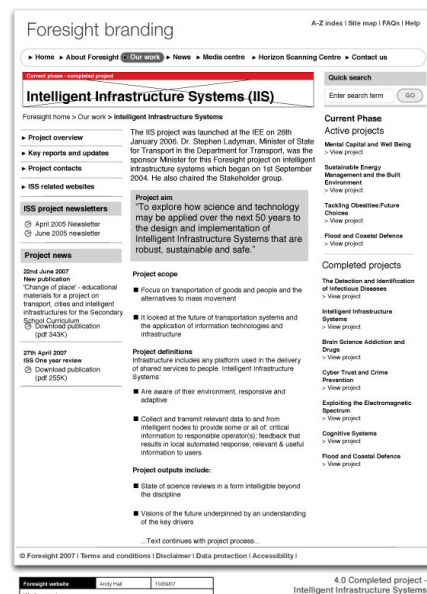 Foresight branding
A-Z index I Site map I FAQs I Help
Home About Foresight Our work News Media centre Horizon Scanning Centre Contact us
Current phase - completed project
Intelligent Infrastructure Systems (IIS)
Foresight home > Our work > Intelligent Infrastructure Systems
Project overview
Key reports and updates
Project contacts
ISS related websites
ISS project newsletters
April 2005 Newsletter
June 2005 newsletter
Project news
22nd June 2007
New publication
'Change of place' - educational
materials for a project on
transport, cities and intelligent
infrastructures for the Secondary
School Curriculum
Download publication
(pdf 343K)
27th April 2007
ISS One year review
Download publication
(pdf 255K)
The IIS project was launched at the IEE on 26th
January 2006. Dr. Stephen Ladyman, Minister of State
for Transport in the Department for Transport, was the
sponsor Minister for this Foresight project on intelligent
infrastructure systems which began on 1st September
2004. He also chaired the Stakeholder group.
Project aim
"To explore how science and technology
may be applied over the next 50 years to
the design and implementation of
Intelligent Infrastructure Systems that are
robust, sustainable and safe."
Project scope
Focus on transportation of goods and people and the
alternatives to mass movement
It looked at the future of transportation systems and
the application of information technologies and
infrastructure
Project definitions
Infrastructure includes any platform used in the delivery
of shared services to people. Intelligent Infrastructure
Systems:
Are aware of their environment, responsive and
adaptive
Collect and transmit relevant data to and from
intelligent nodes to provide some or all of: critical
information to responsible operator(s); feedback that
results in local automated response; relevant & useful
information to users
Project outputs include:
State of science reviews in a form intelligible beyond
the discipline
Visions of the future underpinned by an understanding
of the key drivers
...Text continues with project process...
Quick search
Enter search term GO
Current Phase
Active projects
Mental Capital and Well Being
> View project
Sustainable Energy
Management and the Built
Environment
> View project
Tackling Obesities:Future
Choices
> View project
Flood and Coastal Defence
> View project
Completed projects
The Detection and Identification
of Infectious Diseases
> View project
Intelligent Infrastructure
Systems
> View project
Brain Science Addiction and
Drugs
> View project
Cyber Trust and Crime
Prevention
> View project
Exploiting the Electromagnetic
Spectrum
> View project
Cognitive Systems
> View project
Flood and Coastal Defence
> View project
© Foresight 2007 I Terms and conditions I Disclaimer I Data protection I Accessibility I
Foresight website Andy Hall 10/09/07
4.0 Completed project -
Intelligent Infrastructure Systems